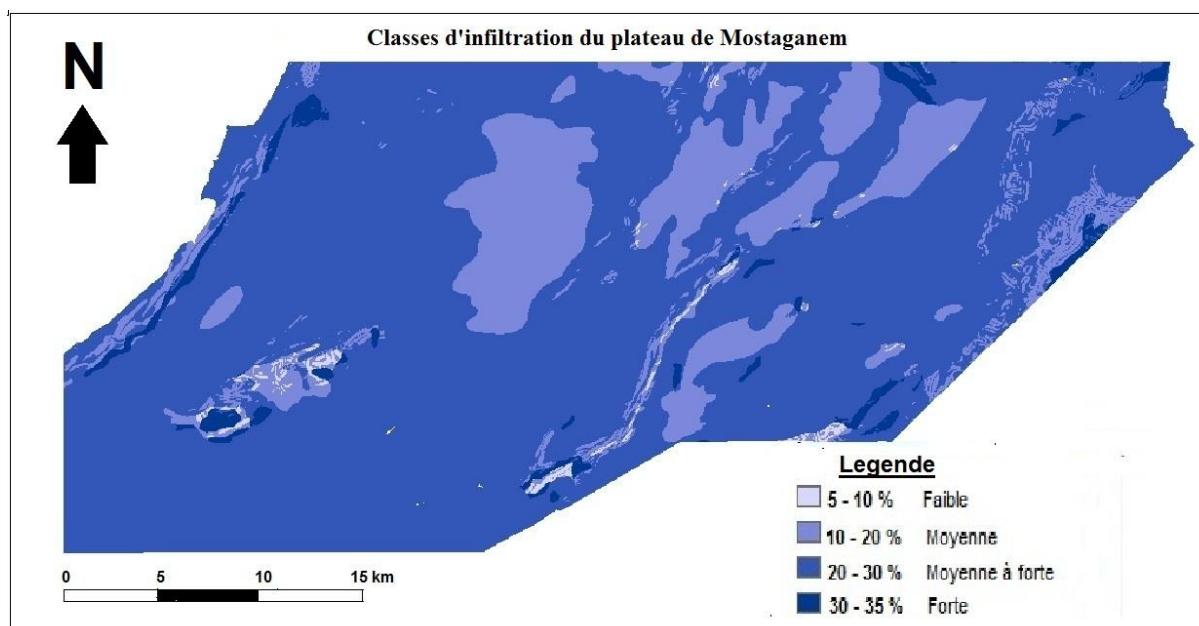 Classes d'infiltration du plateau de Mostaganem
N
Legende
5 - 10 % Faible
10 - 20 % Moyenne
20 - 30 % Moyenne à forte
30 - 35 % Forte
0 5 10 15 km